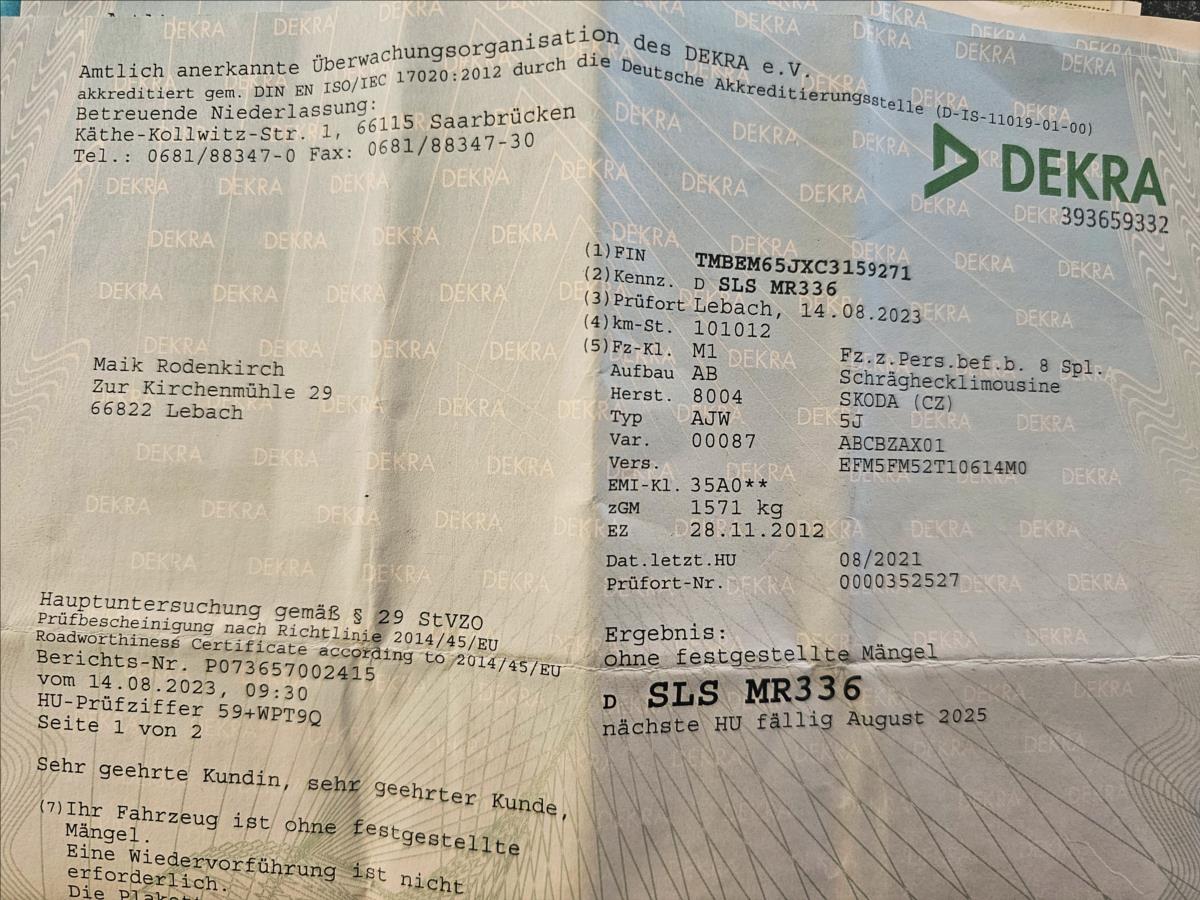 Amtlich anerkannte Überwachungsorganisation des DEKRA e.V.
akkreditiert gem. DIN EN ISO/IEC 17020:2012 durch die Deutsche Akkreditierungsstelle (D-IS-11019-01-00)
Betreuende Niederlassung:
Käthe-Kollwitz-Str. 1, 66115 Saarbrücken
Tel.: 0681/88347-0 Fax: 0681/88347-30
DEKRA
393659332
(1) FIN TMBEM65JXC3159271
(2) Kennz. D SLS MR336
(3) Prüfort Lebach, 14.08.2023
(4) km-St. 101012
(5) Fz-Kl. M1 Fz.z.Pers.bef.b. 8 Spl.
Aufbau AB Schräghecklimousine
Herst. 8004 SKODA (CZ)
Typ AJW 5J
Var. 00087 ABCBZAX01
Vers. EFM5FM52T10614M0
EMI-Kl. 35A0**
zGM 1571 kg
EZ 28.11.2012
Dat.letzt.HU 08/2021
Prüfort-Nr. 0000352527
Maik Rodenkirch
Zur Kirchenmühle 29
66822 Lebach
Hauptuntersuchung gemäß § 29 StVZO
Prüfbescheinigung nach Richtlinie 2014/45/EU
Roadworthiness Certificate according to 2014/45/EU
Berichts-Nr. P073657002415
vom 14.08.2023, 09:30
HU-Prüfziffer 59+WPT9Q
Seite 1 von 2
Ergebnis:
ohne festgestellte Mängel
D SLS MR336
nächste HU fällig August 2025
Sehr geehrte Kundin, sehr geehrter Kunde,
(7) Ihr Fahrzeug ist ohne festgestellte
Mängel.
Eine Wiedervorführung ist nicht
erforderlich.
Die